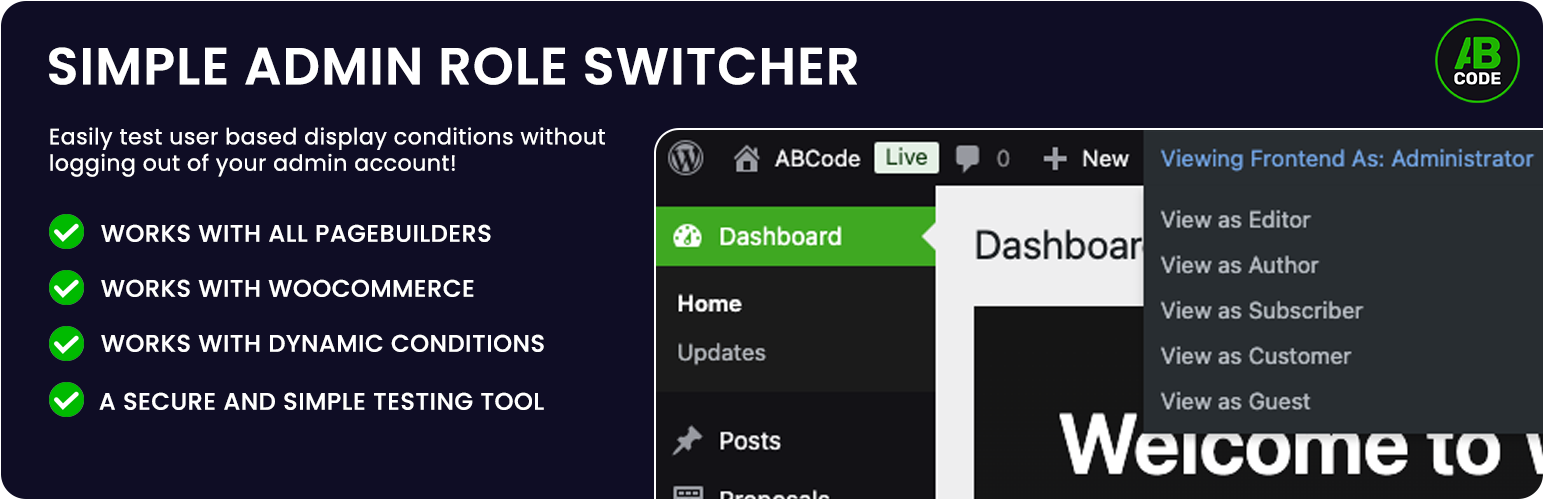 SIMPLE ADMIN ROLE SWITCHER
AB
CODE
Easily test user based display conditions without
logging out of your admin account!
WORKS WITH ALL PAGEBUILDERS
WORKS WITH WOOCOMMERCE
WORKS WITH DYNAMIC CONDITIONS
A SECURE AND SIMPLE TESTING TOOL
ABCode Live 0 New Viewing Frontend As: Administrator
Dashboard
Home
Updates
Posts
Proposals
Dashboar
View as Editor
View as Author
View as Subscriber
View as Customer
View as Guest
Welcome to